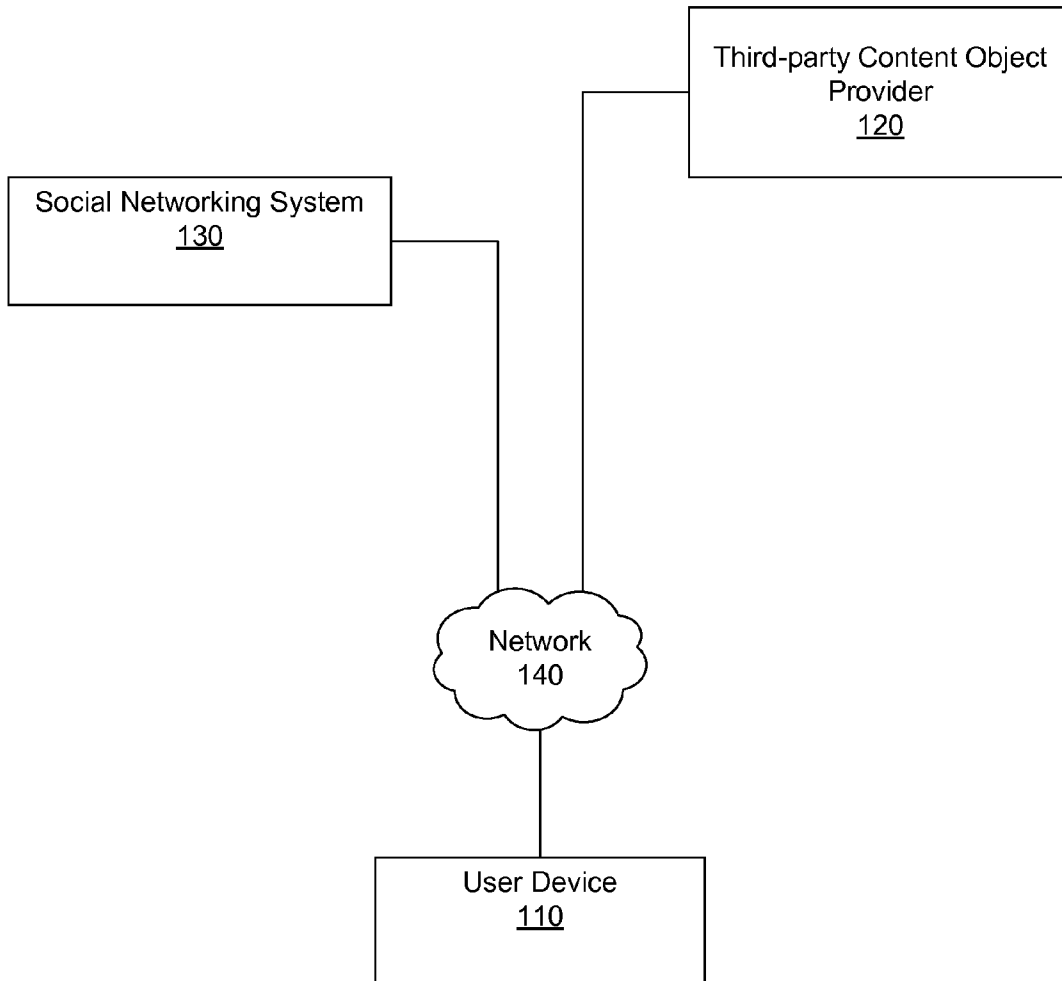 Third-party Content Object
Provider
120
Social Networking System
130
Network
140
User Device
110